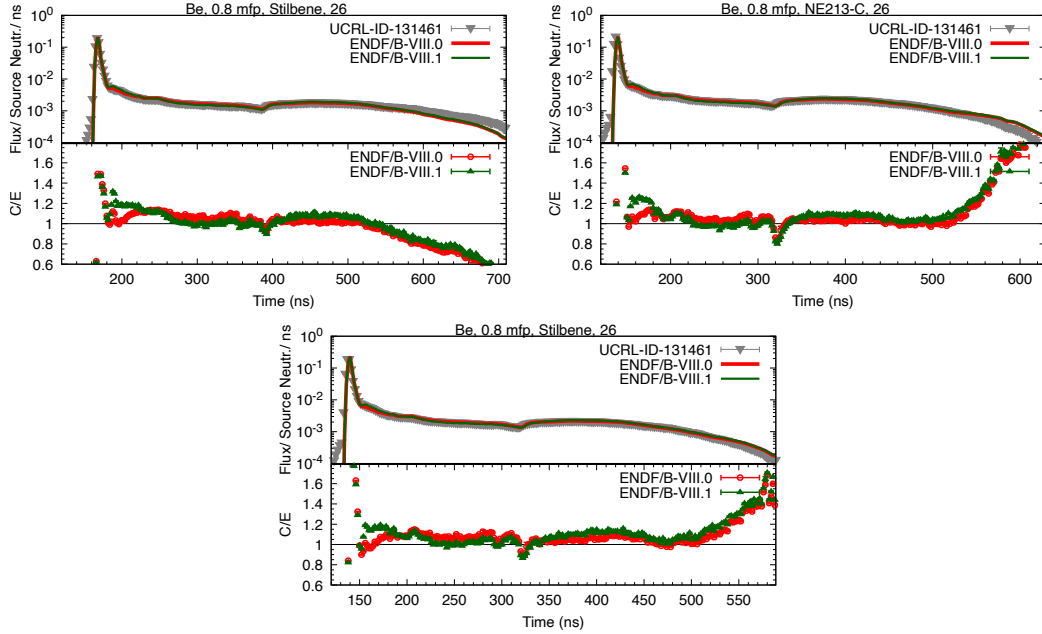 Be, 0.8 mfp, Stilbene, 26
Flux/ Source Neutr./ ns
10^0
10^-1
10^-2
10^-3
10^-4
UCRL-ID-131461
ENDF/B-VIII.0
ENDF/B-VIII.1
C/E
1.6
1.4
1.2
1
0.8
0.6
ENDF/B-VIII.0
ENDF/B-VIII.1
200 300 400 500 600 700
Time (ns)
Be, 0.8 mfp, NE213-C, 26
Flux/ Source Neutr./ ns
10^0
10^-1
10^-2
10^-3
10^-4
UCRL-ID-131461
ENDF/B-VIII.0
ENDF/B-VIII.1
C/E
1.6
1.4
1.2
1
0.8
0.6
ENDF/B-VIII.0
ENDF/B-VIII.1
200 300 400 500 600
Time (ns)
Be, 0.8 mfp, Stilbene, 26
Flux/ Source Neutr./ ns
10^0
10^-1
10^-2
10^-3
10^-4
UCRL-ID-131461
ENDF/B-VIII.0
ENDF/B-VIII.1
C/E
1.6
1.4
1.2
1
0.8
0.6
ENDF/B-VIII.0
ENDF/B-VIII.1
150 200 250 300 350 400 450 500 550
Time (ns)